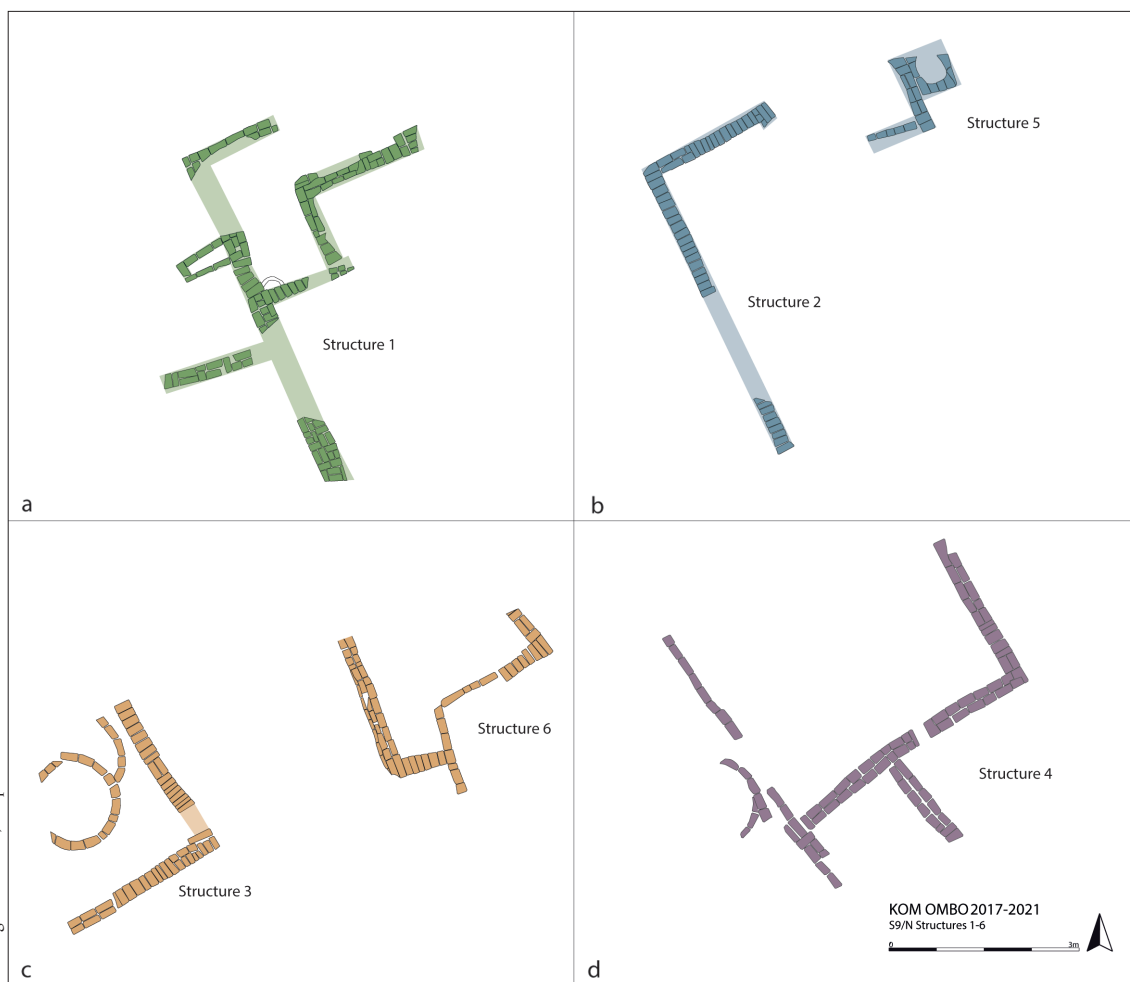 a
Structure 1
b
Structure 5
Structure 2
c
Structure 6
Structure 3
d
Structure 4
KOM OMBO 2017-2021
S9/N Structures 1-6
0 3m